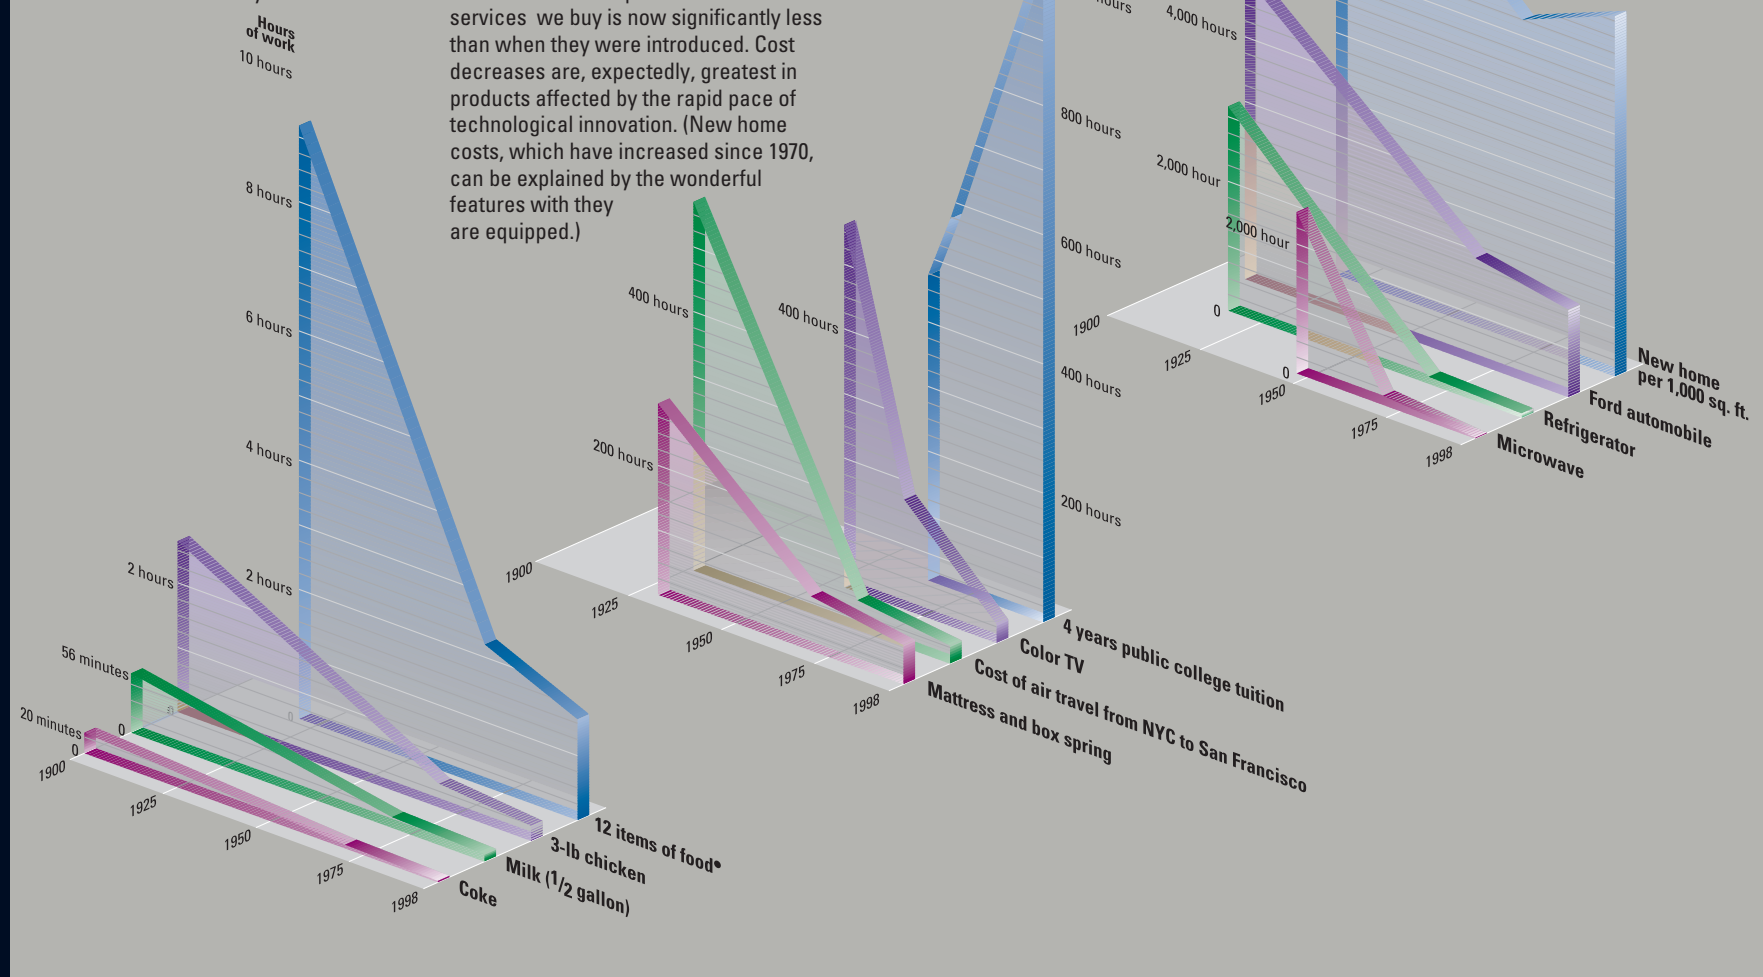 services we buy is now significantly less
than when they were introduced. Cost
decreases are, expectedly, greatest in
products affected by the rapid pace of
technological innovation. (New home
costs, which have increased since 1970,
can be explained by the wonderful
features with they
are equipped.)
Hours
of work
10 hours
8 hours
6 hours
4 hours
2 hours
0
2 hours
0
56 minutes
0
20 minutes
0
1900
1925
1950
1975
1998
12 items of food•
3-lb chicken
Milk (1/2 gallon)
Coke
400 hours
200 hours
400 hours
1900
1925
1950
1975
1998
4 years public college tuition
Color TV
Cost of air travel from NYC to San Francisco
Mattress and box spring
800 hours
600 hours
400 hours
200 hours
4,000 hours
2,000 hour
0
2,000 hour
0
1900
1925
1950
1975
1998
New home
per 1,000 sq. ft.
Ford automobile
Refrigerator
Microwave